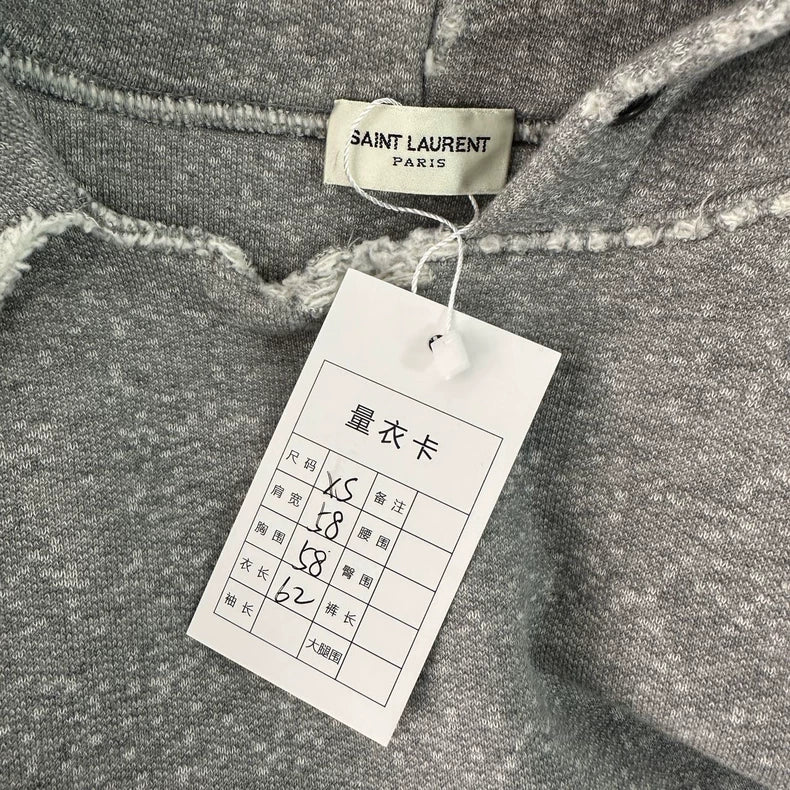 SAINT LAURENT
PARIS
量衣卡
尺码 XS 备注
肩宽 58 腰围
胸围 58 臀围
衣长 62 裤长
袖长 大腿围